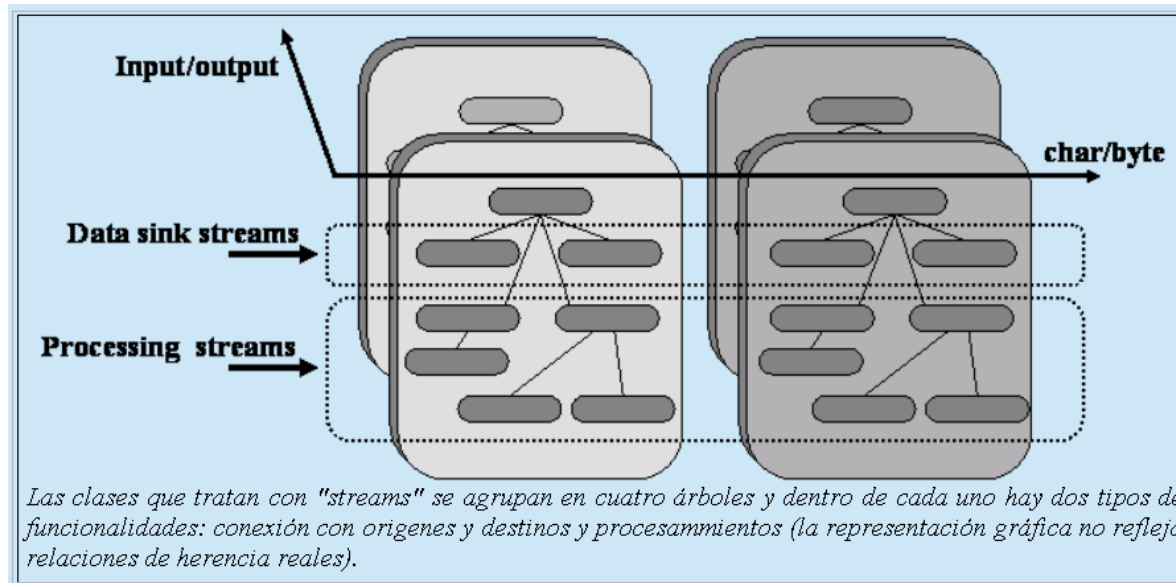 Input/output
char/byte
Data sink streams
Processing streams
Las clases que tratan con "streams" se agrupan en cuatro árboles y dentro de cada uno hay dos tipos de
funcionalidades: conexión con origenes y destinos y procesammientos (la representación gráfica no refleja
relaciones de herencia reales).